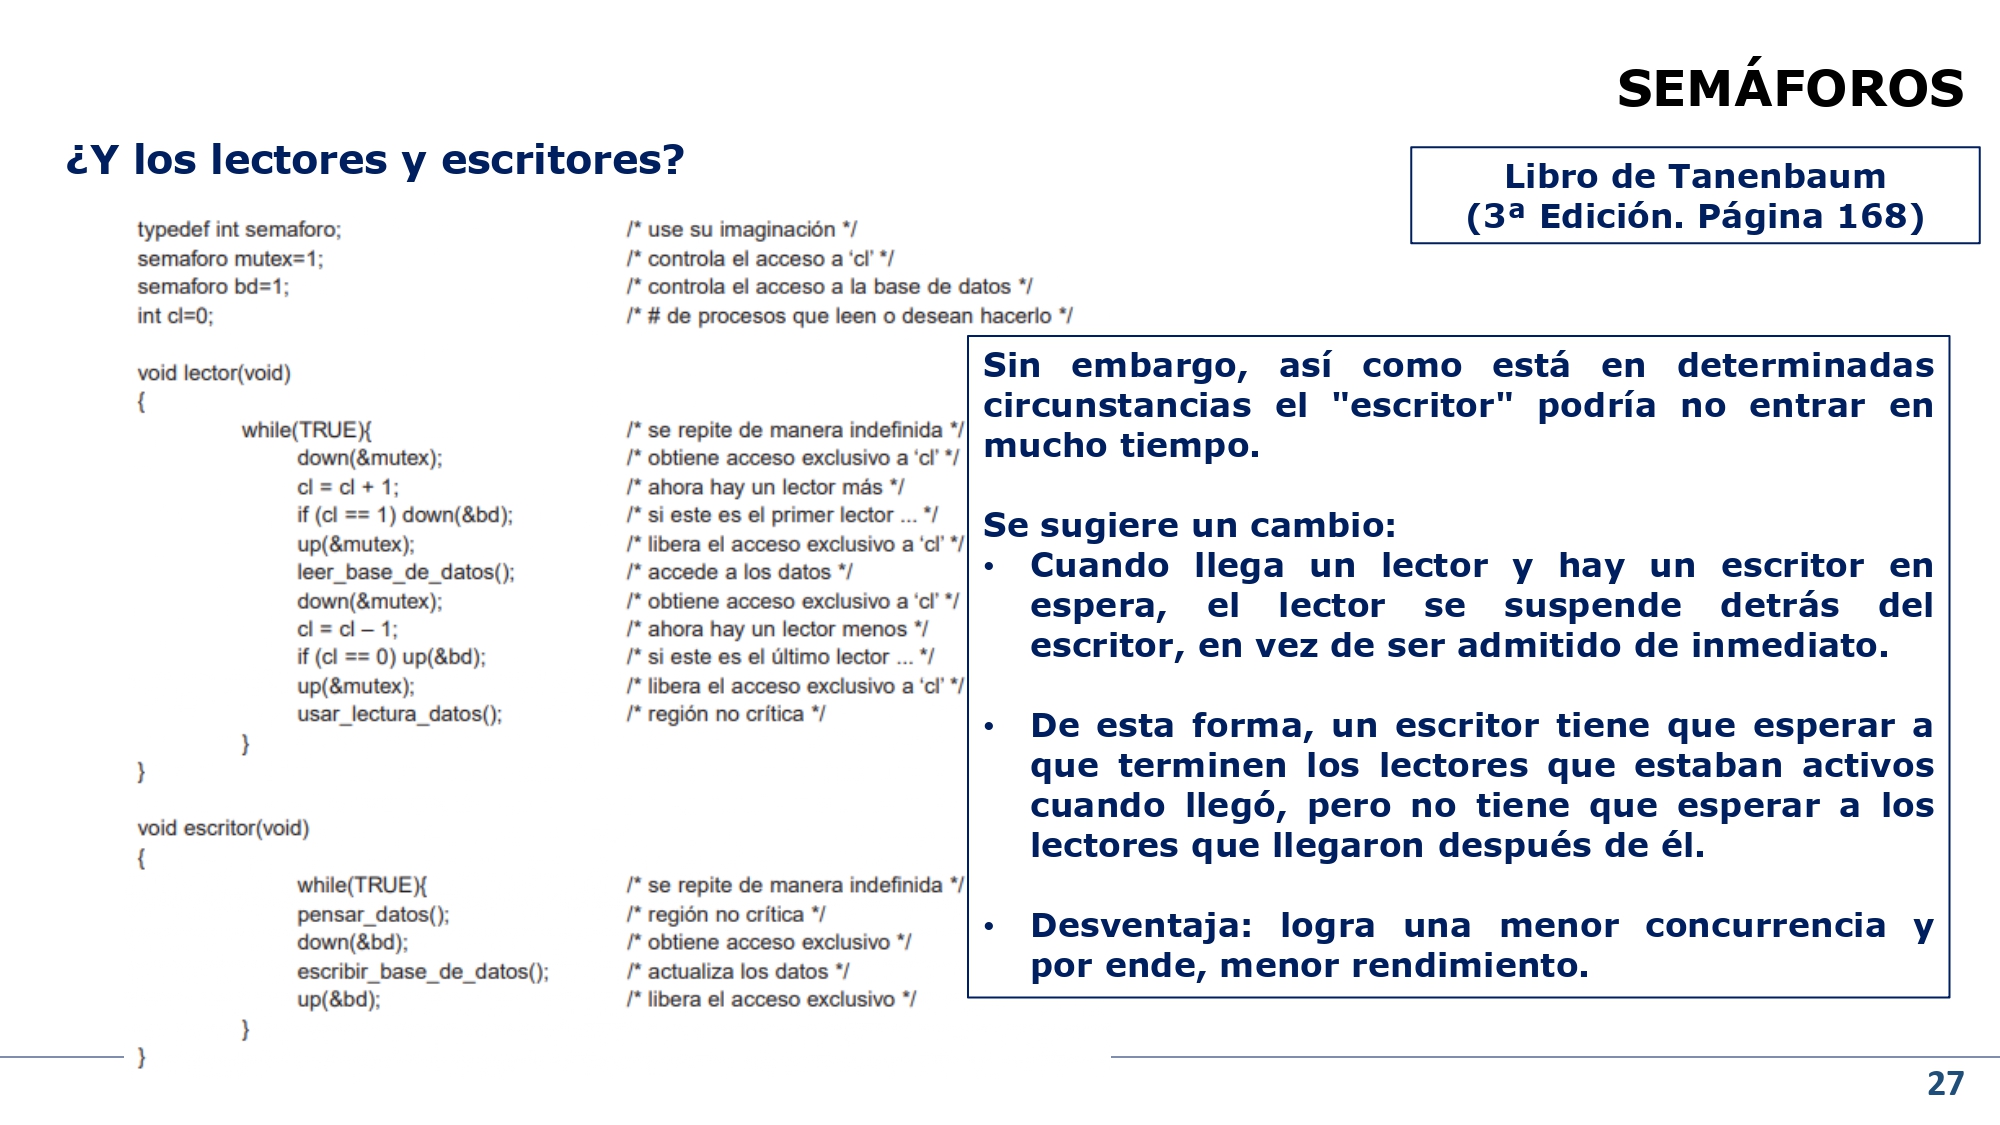 SEMÁFOROS
¿Y los lectores y escritores?
Libro de Tanenbaum
(3ª Edición. Página 168)
typedef int semaforo; /* use su imaginación */
semaforo mutex=1; /* controla el acceso a ‘cl’ */
semaforo bd=1; /* controla el acceso a la base de datos */
int cl=0; /* # de procesos que leen o desean hacerlo */
void lector(void)
{
while(TRUE){ /* se repite de manera indefinida */
down(&mutex); /* obtiene acceso exclusivo a ‘cl’ */
cl = cl + 1; /* ahora hay un lector más */
if (cl == 1) down(&bd); /* si este es el primer lector ... */
up(&mutex); /* libera el acceso exclusivo a ‘cl’ */
leer_base_de_datos(); /* accede a los datos */
down(&mutex); /* obtiene acceso exclusivo a ‘cl’ */
cl = cl – 1; /* ahora hay un lector menos */
if (cl == 0) up(&bd); /* si este es el último lector ... */
up(&mutex); /* libera el acceso exclusivo a ‘cl’ */
usar_lectura_datos(); /* región no crítica */
}
}
void escritor(void)
{
while(TRUE){ /* se repite de manera indefinida */
pensar_datos(); /* región no crítica */
down(&bd); /* obtiene acceso exclusivo */
escribir_base_de_datos(); /* actualiza los datos */
up(&bd); /* libera el acceso exclusivo */
}
}
Sin embargo, así como está en determinadas
circunstancias el "escritor" podría no entrar en
mucho tiempo.
Se sugiere un cambio:
• Cuando llega un lector y hay un escritor en
espera, el lector se suspende detrás del
escritor, en vez de ser admitido de inmediato.
• De esta forma, un escritor tiene que esperar a
que terminen los lectores que estaban activos
cuando llegó, pero no tiene que esperar a los
lectores que llegaron después de él.
• Desventaja: logra una menor concurrencia y
por ende, menor rendimiento.
27